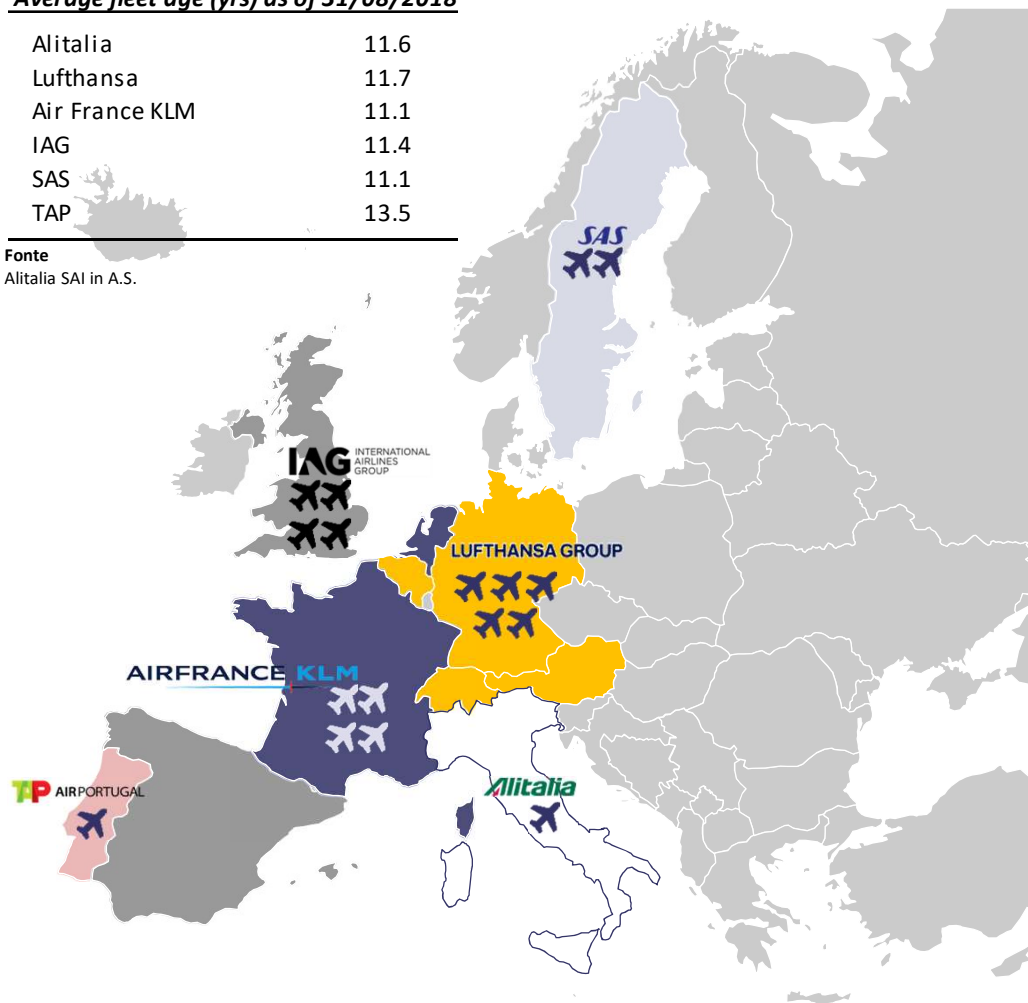 Average fleet age (yrs) as of 31/08/2018
Alitalia 11.6
Lufthansa 11.7
Air France KLM 11.1
IAG 11.4
SAS 11.1
TAP 13.5
Fonte
Alitalia SAI in A.S.
SAS
IAG INTERNATIONAL
AIRLINES
GROUP
LUFTHANSA GROUP
AIRFRANCE KLM
TAP AIRPORTUGAL
Alitalia